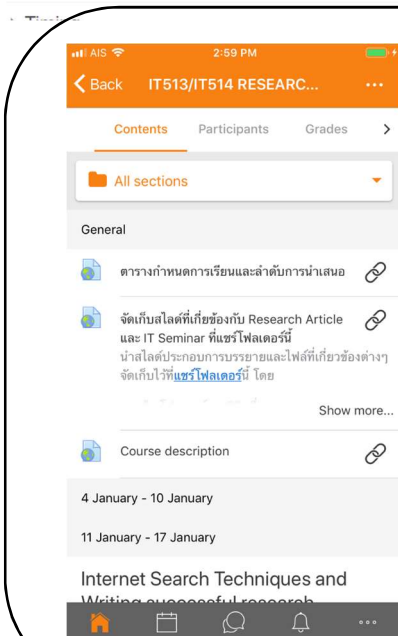 AIS 2:59 PM
Back IT513/IT514 RESEARC... ...
Contents Participants Grades
All sections
General
ตารางกำหนดการเรียนและลำดับการนำเสนอ
จัดเก็บสไลด์ที่เกี่ยข้องกับ Research Article
และ IT Seminar ที่แชร์โฟลเดอร์นี้
นำสไลด์ประกอบการบรรยายและไฟล์ที่เกี่ยวข้องต่างๆ
จัดเก็บไว้ที่แชร์โฟลเดอร์นี้ โดย
Show more...
Course description
4 January - 10 January
11 January - 17 January
Internet Search Techniques and
Writing successful research